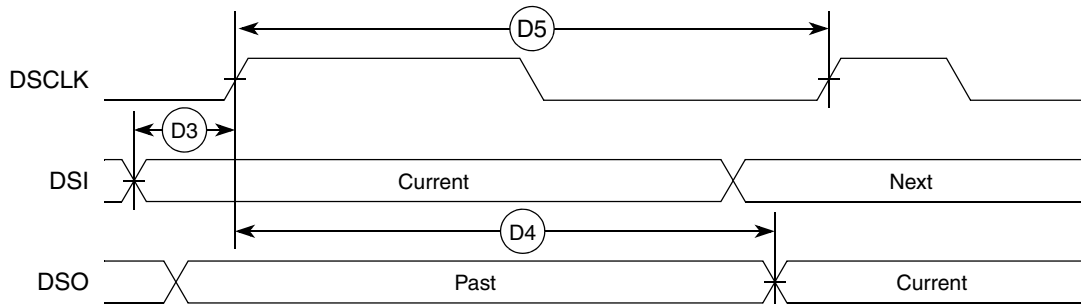 D5
DSCLK
D3
DSI
Current
Next
D4
DSO
Past
Current